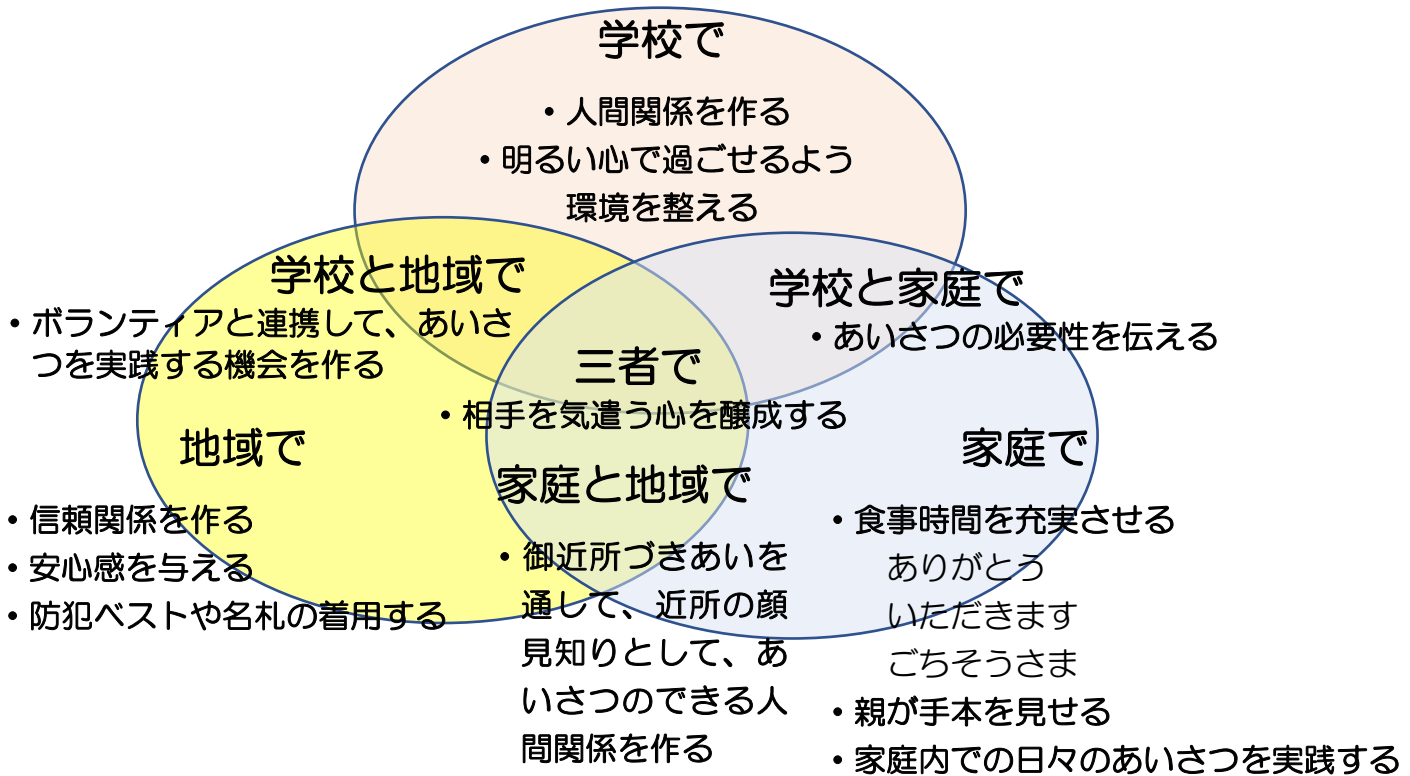 学校で
・人間関係を作る
・明るい心で過ごせるよう
環境を整える
学校と地域で
・ボランティアと連携して、あいさ
つを実践する機会を作る
学校と家庭で
・あいさつの必要性を伝える
三者で
・相手を気遣う心を醸成する
地域で
・信頼関係を作る
・安心感を与える
・防犯ベストや名札の着用する
家庭と地域で
・御近所づきあいを
通して、近所の顔
見知りとして、あ
いさつのできる人
間関係を作る
家庭で
・食事時間を充実させる
ありがとう
いただきます
ごちそうさま
・親が手本を見せる
・家庭内での日々のあいさつを実践する